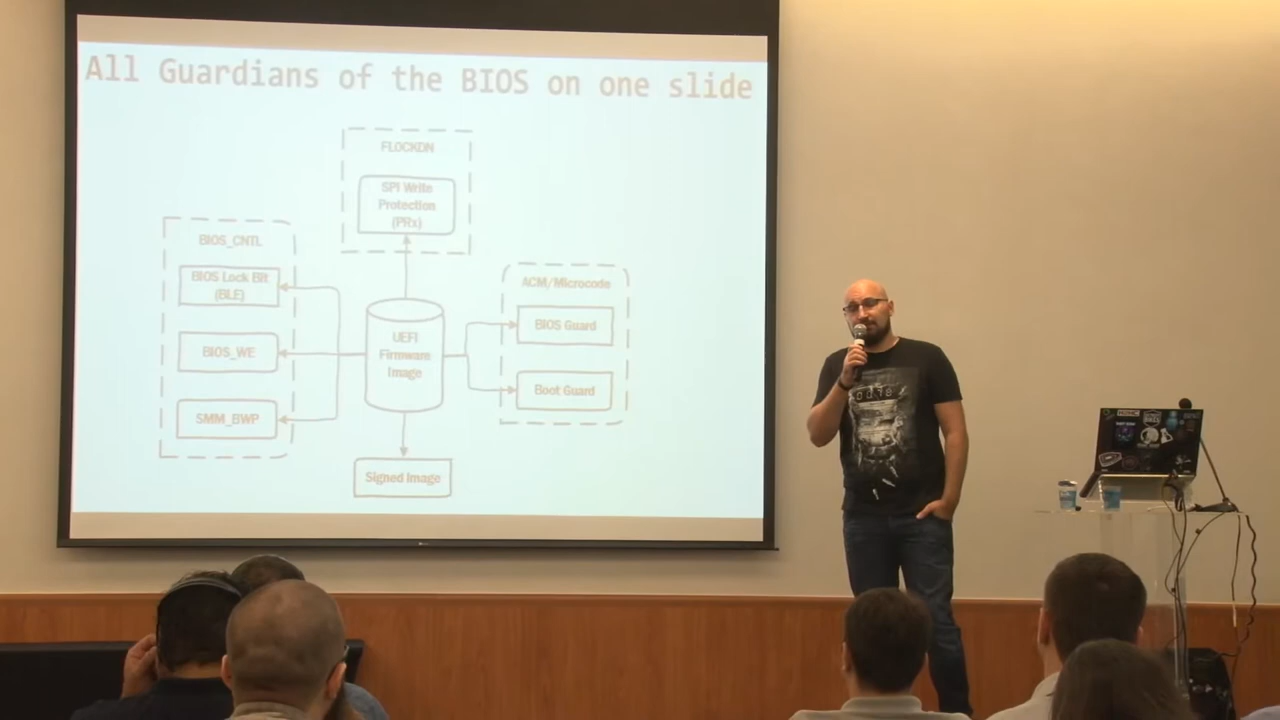 All Guardians of the BIOS on one slide
FLOCKDN
SPI Write
Protection
(PRx)
BIOS_CNTL
BIOS Lock Bit
(BLE)
BIOS_WE
SMM_BWP
UEFI
Firmware
Image
ACM/Microcode
BIOS Guard
Boot Guard
Signed Image